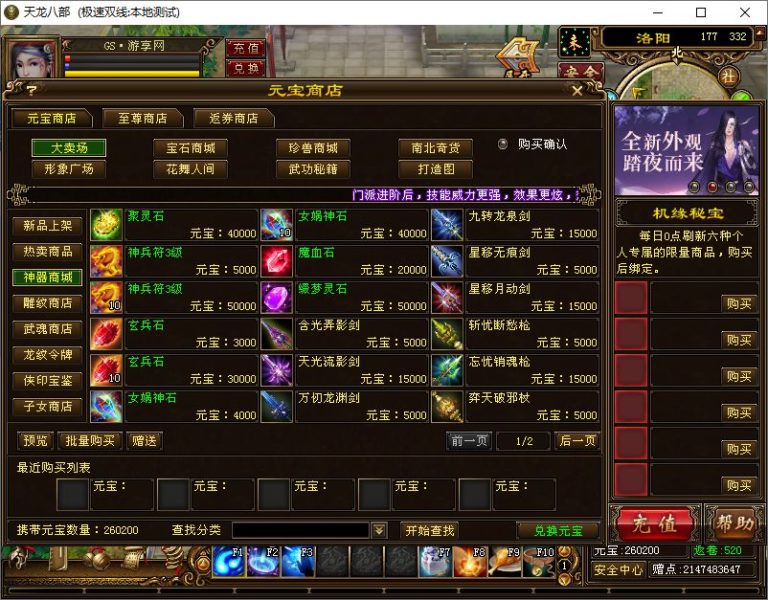 天龙八部 (极速双线:本地测试)
GS·游享网
充值
兑换
未
洛阳 177 332
北
安全
社
? 元宝商店
元宝商店 至尊商店 返券商店
大卖场 宝石商城 珍兽商城 南北奇货 购买确认
形象广场 花舞人间 武功秘籍 打造图
门派进阶后，技能威力更强，效果更炫，
新品上架
热卖商品
神器商城
雕纹商店
武魂商店
龙纹令牌
侠印宝鉴
子女商店
聚灵石 元宝：40000
女娲神石 10 元宝：40000
九转龙泉剑 元宝：15000
神兵符3级 元宝：5000
魔血石 元宝：20000
星移无痕剑 元宝：5000
神兵符3级 10 元宝：50000
缥梦灵石 元宝：50000
星移月动剑 元宝：15000
玄兵石 元宝：3000
含光弄影剑 元宝：5000
斩忧断愁枪 元宝：5000
玄兵石 10 元宝：30000
天光流影剑 元宝：15000
忘忧销魂枪 元宝：15000
女娲神石 元宝：4000
万仞龙渊剑 元宝：5000
弈天破邪杖 元宝：5000
预览 批量购买 赠送 前一页 1/2 后一页
最近购买列表
元宝： 元宝： 元宝： 元宝： 元宝：
携带元宝数量：260200 查找分类 开始查找 兑换元宝
全新外观
踏夜而来
机缘秘宝
每日0点刷新六种个
人专属的限量商品，购买
后绑定。
购买
购买
购买
购买
购买
购买
充值 帮助
元宝:260200 返卷:520
安全中心 赠点:2147483647
F1 F2 F3 F7 F8 F9 F10 1